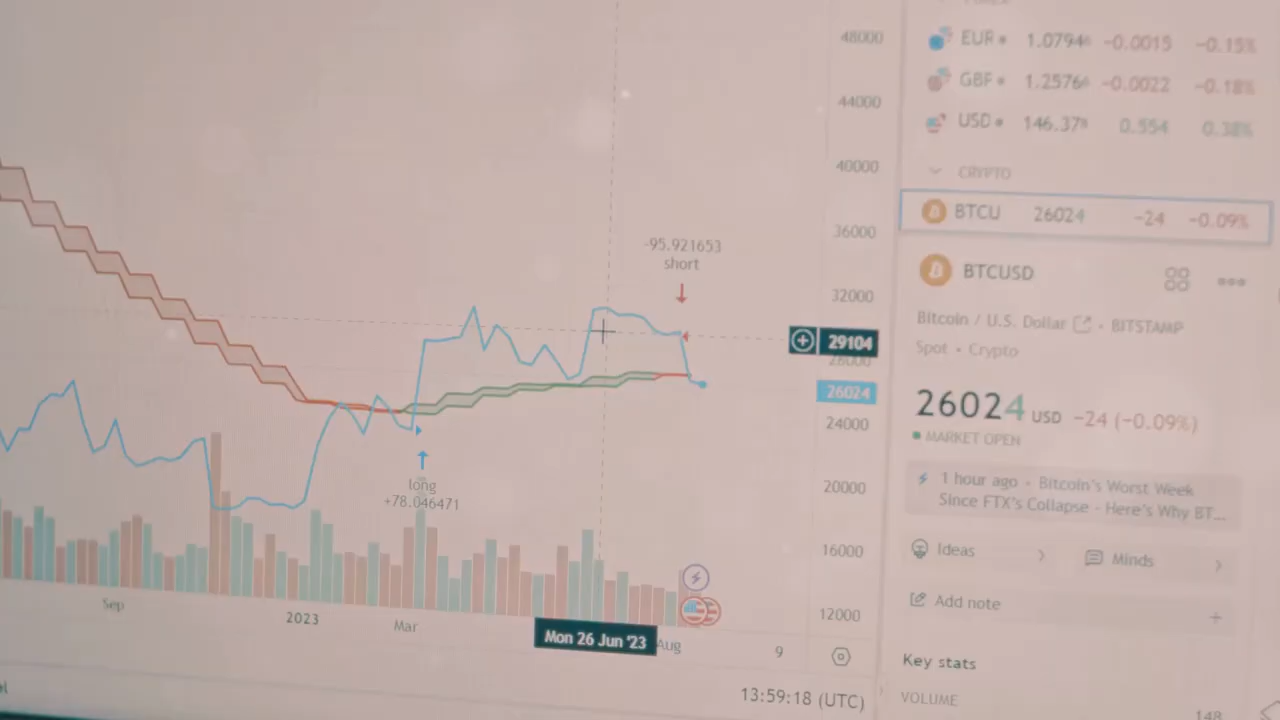 48000
44000
40000
36000
32000
29104
28000
26024
24000
20000
16000
12000
-95.921653
short
long
+78.046471
Sep
2023
Mar
Mon 26 Jun '23
Aug
9
13:59:18 (UTC)
EUR 1.0794 -0.0015 -0.15%
GBP 1.2576 -0.0022 -0.18%
USD 146.37 0.554 0.38%
CRYPTO
BTCU 26024 -24 -0.09%
BTCUSD
Bitcoin / U.S. Dollar • BITSTAMP
Spot • Crypto
26024 USD -24 (-0.09%)
MARKET OPEN
1 hour ago • Bitcoin's Worst Week
Since FTX's Collapse - Here's Why BT...
Ideas
Minds
Add note
Key stats
VOLUME
148